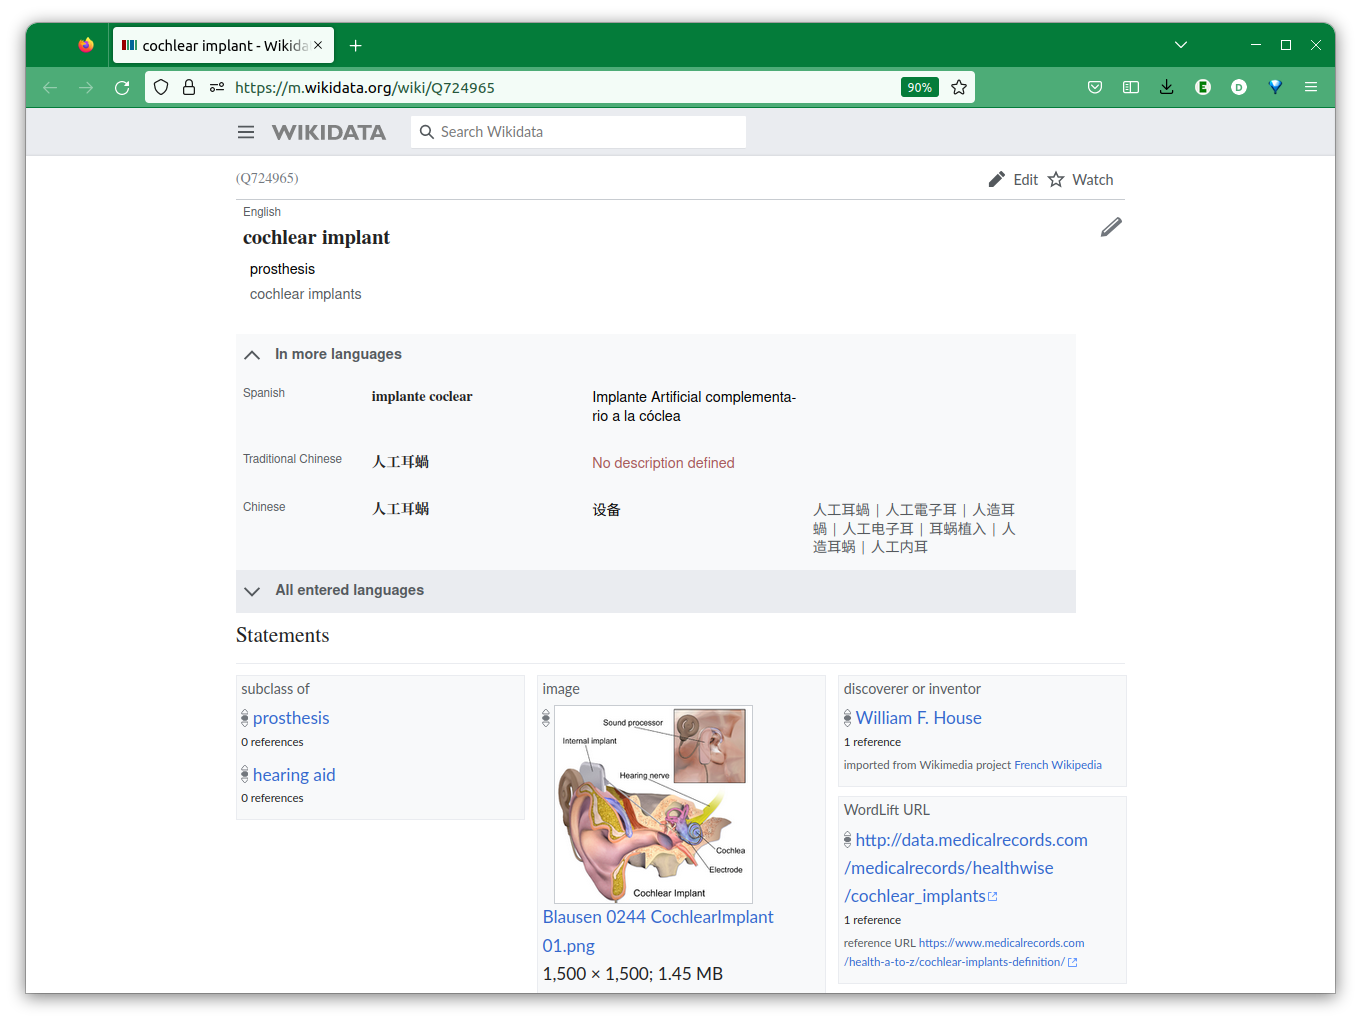 cochlear implant - Wikida
https://m.wikidata.org/wiki/Q724965
90%
E
D
WIKIDATA
Search Wikidata
(Q724965)
Edit
Watch
English
cochlear implant
prosthesis
cochlear implants
In more languages
Spanish
implante coclear
Implante Artificial complementa-
rio a la cóclea
Traditional Chinese
人工耳蝸
No description defined
Chinese
人工耳蜗
设备
人工耳蝸 | 人工電子耳 | 人造耳
蝸 | 人工电子耳 | 耳蜗植入 | 人
造耳蜗 | 人工内耳
All entered languages
Statements
subclass of
prosthesis
0 references
hearing aid
0 references
image
Sound processor
Internal implant
Hearing nerve
Cochlea
Electrode
Cochlear Implant
Blausen 0244 CochlearImplant
01.png
1,500 × 1,500; 1.45 MB
discoverer or inventor
William F. House
1 reference
imported from Wikimedia project French Wikipedia
WordLift URL
http://data.medicalrecords.com
/medicalrecords/healthwise
/cochlear_implants
1 reference
reference URL https://www.medicalrecords.com
/health-a-to-z/cochlear-implants-definition/